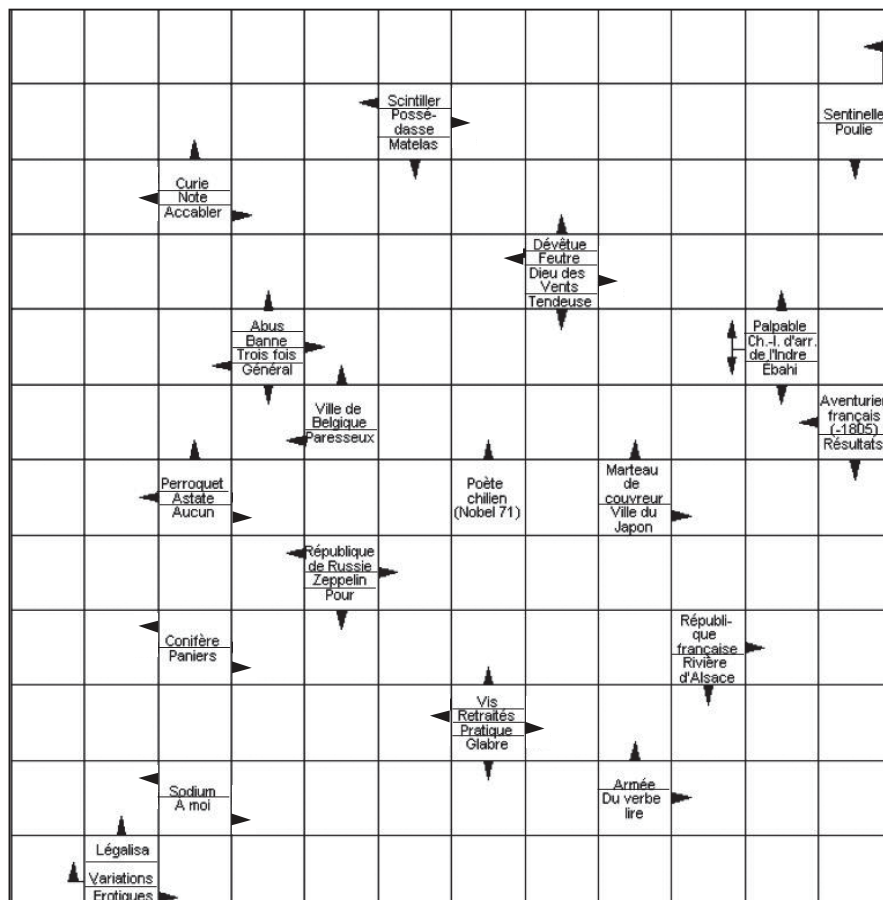 Scintiller
Possé-
dasse
Matelas
Sentinelle
Poulie
Curie
Note
Accabler
Dévêtue
Feutre
Dieu des
Vents
Tendeuse
Abus
Banne
Trois fois
Général
Palpable
Ch.-l. d'arr.
de l'Indre
Ébahi
Ville de
Belgique
Paresseux
Aventurier
français
(-1805)
Résultats
Perroquet
Astate
Aucun
Poète
chilien
(Nobel 71)
Marteau
de
couvreur
Ville du
Japon
République
de Russie
Zeppelin
Pour
Conifère
Paniers
Républi-
que
française
Rivière
d'Alsace
Vis
Retraités
Pratique
Glabre
Sodium
A moi
Armée
Du verbe
lire
Légalisa
Variations
Erotiques